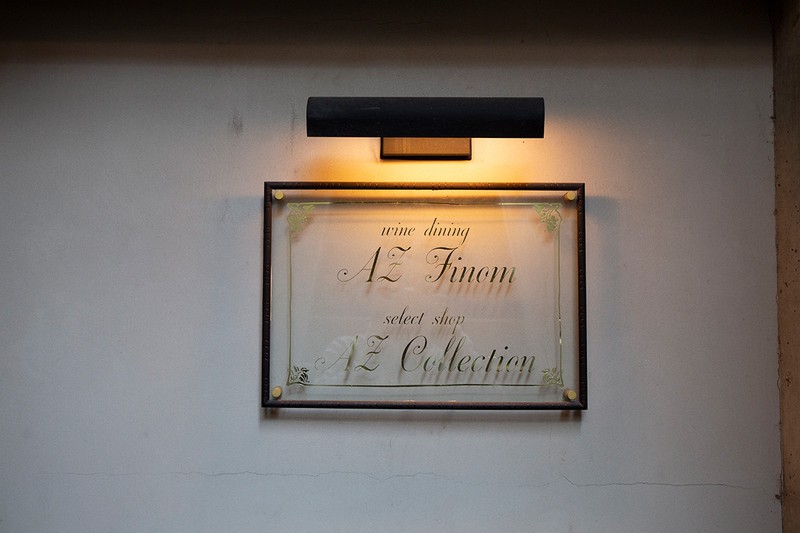 wine dining
AZ Finom
select shop
AZ Collection